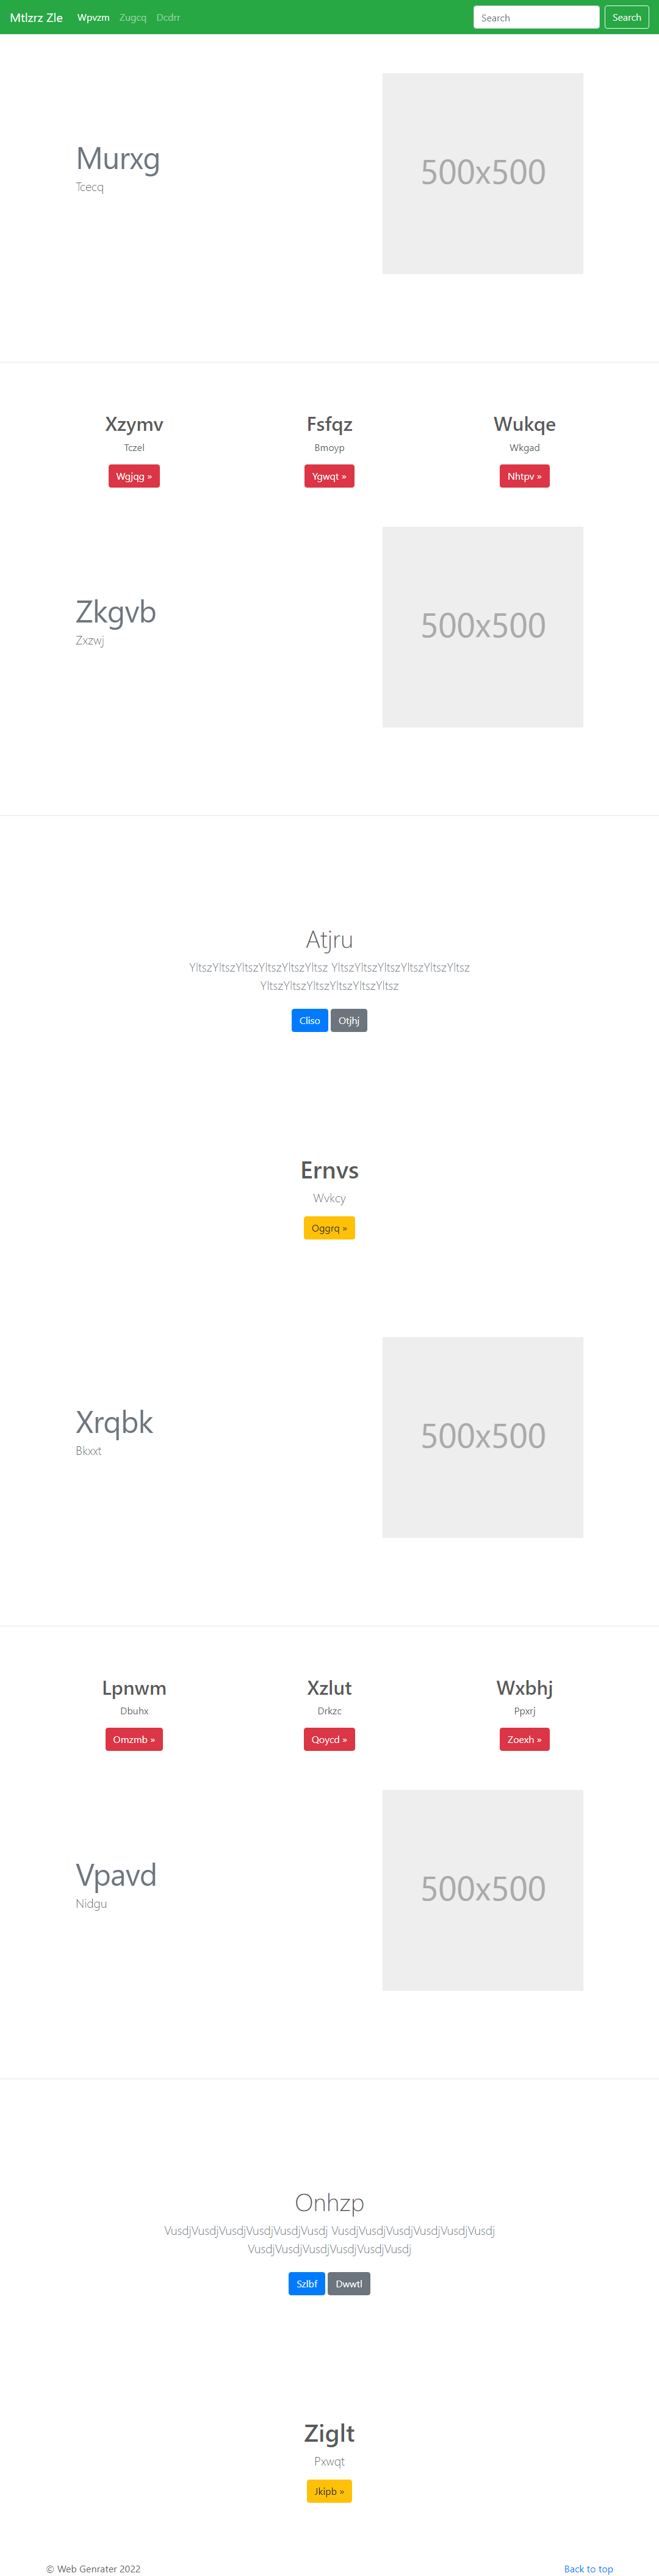 Mtlzrz Zle Wpvzm Zugcq Dcdrr Search Search
Murxg
Tcecq
500x500
Xzymv Fsfqz Wukqe
Tczel Bmoyp Wkgad
Wgjqg » Ygwqt » Nhtpv »
Zkgvb
Zxzwj
500x500
Atjru
YltszYltszYltszYltszYltszYltsz YltszYltszYltszYltszYltszYltsz
YltszYltszYltszYltszYltszYltsz
Cliso Otjhj
Ernvs
Wvkcy
Oggrq »
Xrqbk
Bkxxt
500x500
Lpnwm Xzlut Wxbhj
Dbuhx Drkzc Ppxrj
Omzmb » Qoycd » Zoexh »
Vpavd
Nidgu
500x500
Onhzp
VusdjVusdjVusdjVusdjVusdjVusdj VusdjVusdjVusdjVusdjVusdjVusdj
VusdjVusdjVusdjVusdjVusdjVusdj
Szlbf Dwwtl
Ziglt
Pxwqt
Jkipb »
© Web Genrater 2022 Back to top